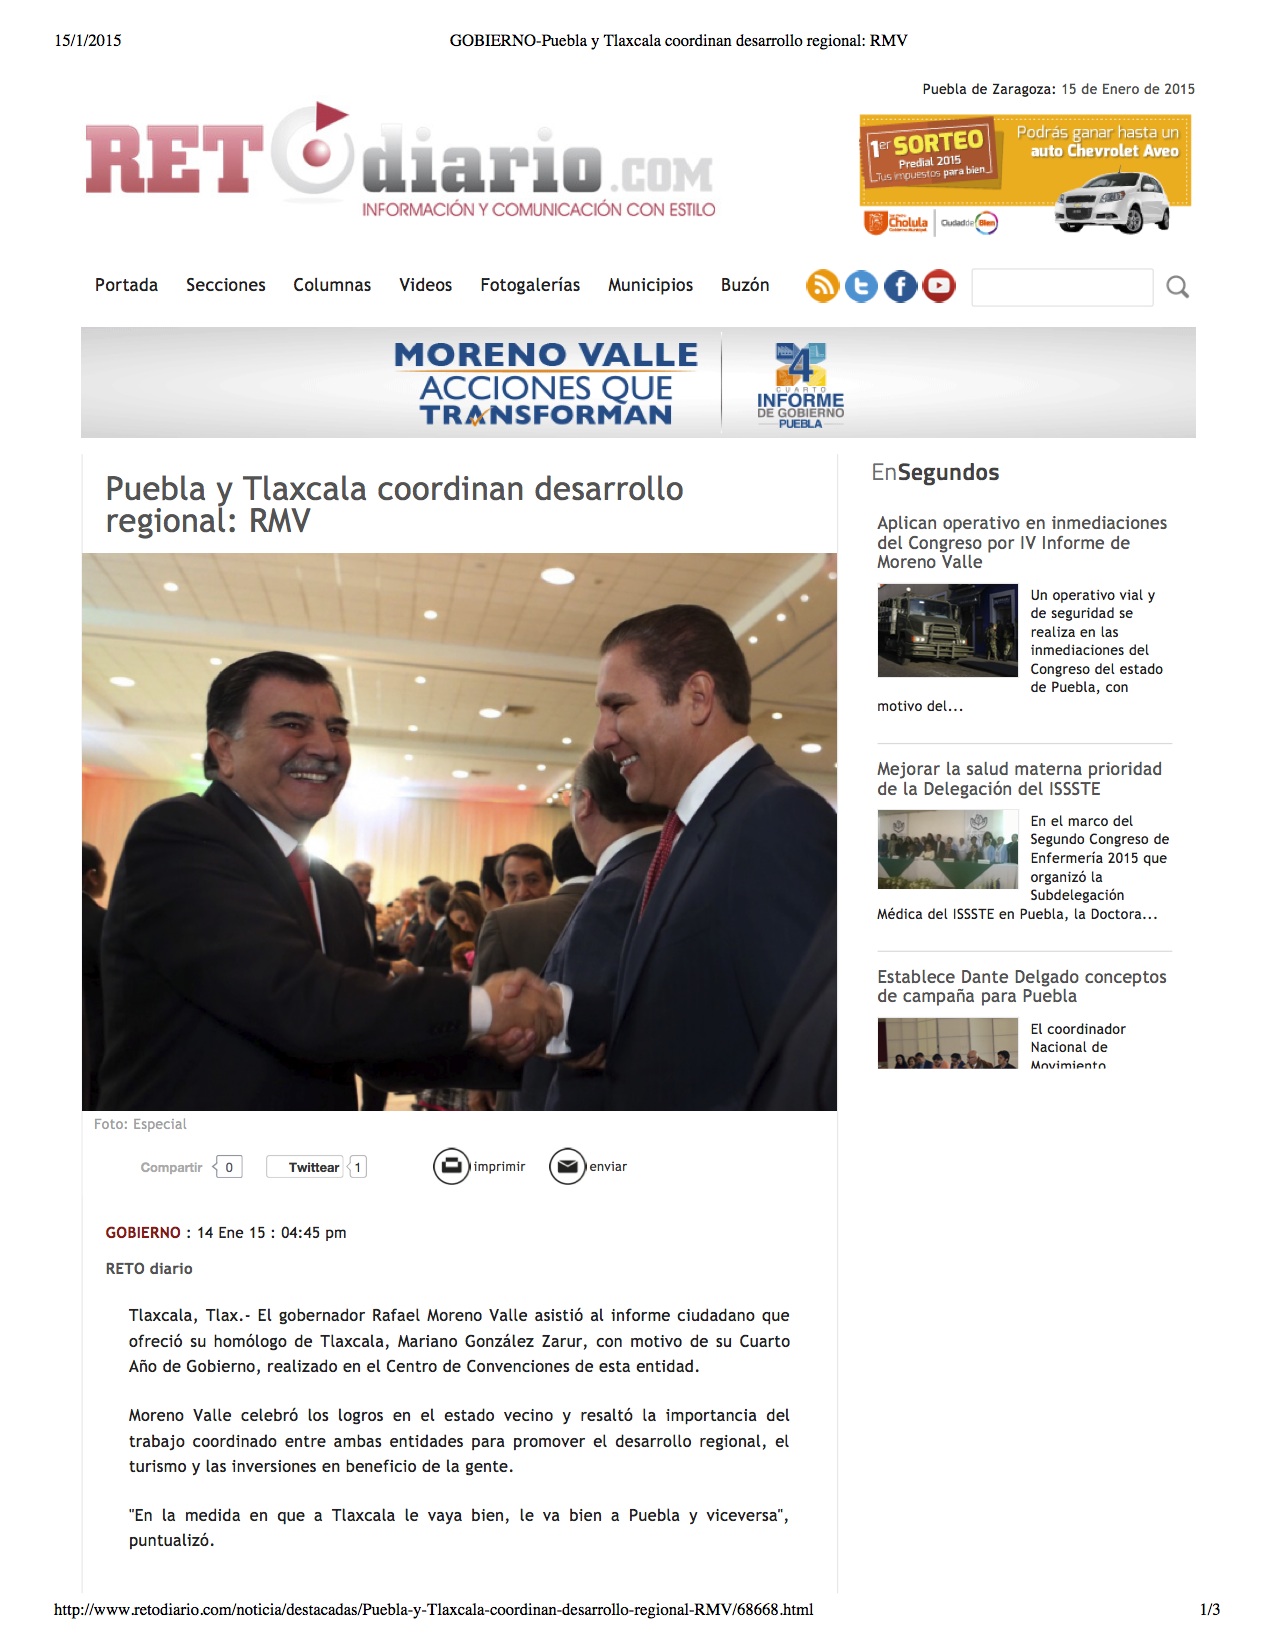 15/1/2015
GOBIERNO-Puebla y Tlaxcala coordinan desarrollo regional: RMV
Puebla de Zaragoza: 15 de Enero de 2015
RETOdiario.COM
INFORMACIÓN Y COMUNICACIÓN CON ESTILO
1er SORTEO
Predial 2015
Tus impuestos para bien
Podrás ganar hasta un
auto Chevrolet Aveo
Cholula
Ciudad de Bien
Portada Secciones Columnas Videos Fotogalerías Municipios Buzón
MORENO VALLE
ACCIONES QUE
TRANSFORMAN
4
CUARTO
INFORME
DE GOBIERNO
PUEBLA
Puebla y Tlaxcala coordinan desarrollo
regional: RMV
Foto: Especial
Compartir 0 Twittear 1 imprimir enviar
GOBIERNO : 14 Ene 15 : 04:45 pm
RETO diario
Tlaxcala, Tlax.- El gobernador Rafael Moreno Valle asistió al informe ciudadano que
ofreció su homólogo de Tlaxcala, Mariano González Zarur, con motivo de su Cuarto
Año de Gobierno, realizado en el Centro de Convenciones de esta entidad.
Moreno Valle celebró los logros en el estado vecino y resaltó la importancia del
trabajo coordinado entre ambas entidades para promover el desarrollo regional, el
turismo y las inversiones en beneficio de la gente.
"En la medida en que a Tlaxcala le vaya bien, le va bien a Puebla y viceversa",
puntualizó.
EnSegundos
Aplican operativo en inmediaciones
del Congreso por IV Informe de
Moreno Valle
Un operativo vial y
de seguridad se
realiza en las
inmediaciones del
Congreso del estado
de Puebla, con
motivo del...
Mejorar la salud materna prioridad
de la Delegación del ISSSTE
En el marco del
Segundo Congreso de
Enfermería 2015 que
organizó la
Subdelegación
Médica del ISSSTE en Puebla, la Doctora...
Establece Dante Delgado conceptos
de campaña para Puebla
El coordinador
Nacional de
Movimiento
http://www.retodiario.com/noticia/destacadas/Puebla-y-Tlaxcala-coordinan-desarrollo-regional-RMV/68668.html
1/3